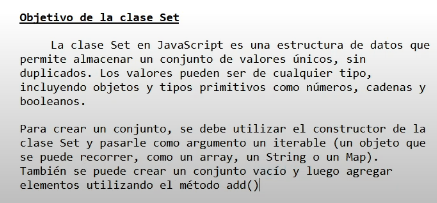 Objetivo de la clase Set
La clase Set en JavaScript es una estructura de datos que
permite almacenar un conjunto de valores únicos, sin
duplicados. Los valores pueden ser de cualquier tipo,
incluyendo objetos y tipos primitivos como números, cadenas y
booleanos.
Para crear un conjunto, se debe utilizar el constructor de la
clase Set y pasarle como argumento un iterable (un objeto que
se puede recorrer, como un array, un String o un Map).
También se puede crear un conjunto vacío y luego agregar
elementos utilizando el método add()